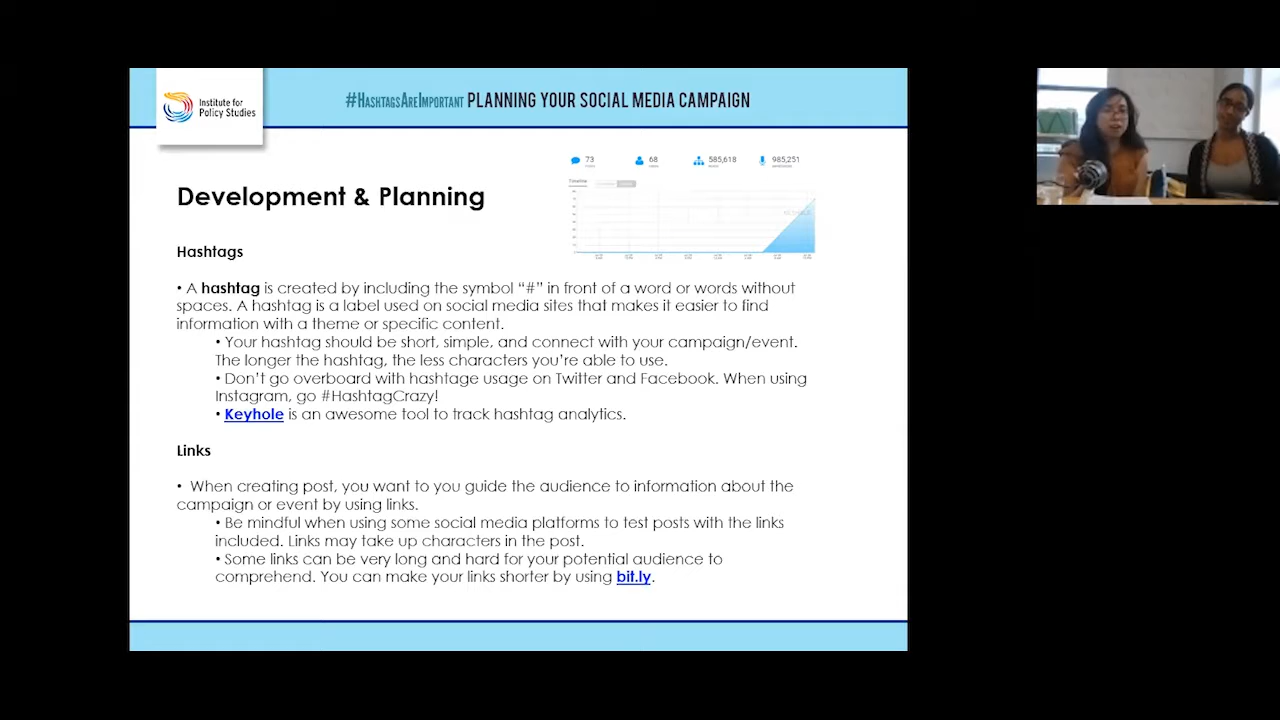 Institute for
Policy Studies
#HASHTAGSAREIMPORTANT PLANNING YOUR SOCIAL MEDIA CAMPAIGN
73
68
585,618
985,251
Timeline
Development & Planning
Hashtags
• A hashtag is created by including the symbol “#” in front of a word or words without
spaces. A hashtag is a label used on social media sites that makes it easier to find
information with a theme or specific content.
• Your hashtag should be short, simple, and connect with your campaign/event.
The longer the hashtag, the less characters you’re able to use.
• Don’t go overboard with hashtage usage on Twitter and Facebook. When using
Instagram, go #HashtagCrazy!
• Keyhole is an awesome tool to track hashtag analytics.
Links
• When creating post, you want to you guide the audience to information about the
campaign or event by using links.
• Be mindful when using some social media platforms to test posts with the links
included. Links may take up characters in the post.
• Some links can be very long and hard for your potential audience to
comprehend. You can make your links shorter by using bit.ly.